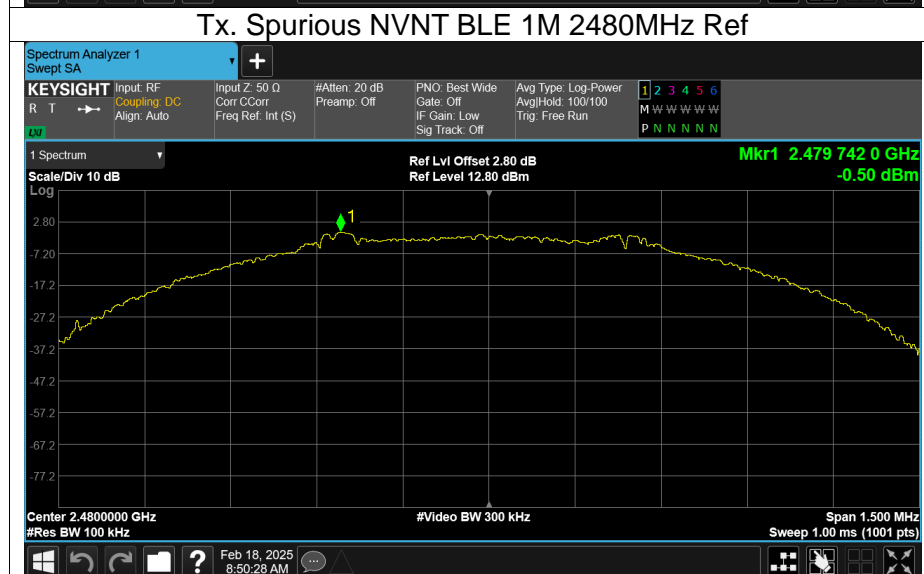 Tx. Spurious NVNT BLE 1M 2480MHz Ref
Spectrum Analyzer 1
Swept SA
+
KEYSIGHT
R T
LXI
Input: RF
Coupling: DC
Align: Auto
Input Z: 50 Ω
Corr CCorr
Freq Ref: Int (S)
#Atten: 20 dB
Preamp: Off
PNO: Best Wide
Gate: Off
IF Gain: Low
Sig Track: Off
Avg Type: Log-Power
Avg|Hold: 100/100
Trig: Free Run
1 2 3 4 5 6
M W W W W W
P N N N N N
1 Spectrum
Scale/Div 10 dB
Log
Ref Lvl Offset 2.80 dB
Ref Level 12.80 dBm
Mkr1 2.479 742 0 GHz
-0.50 dBm
1
2.80
-7.20
-17.2
-27.2
-37.2
-47.2
-57.2
-67.2
-77.2
Center 2.4800000 GHz
#Res BW 100 kHz
#Video BW 300 kHz
Span 1.500 MHz
Sweep 1.00 ms (1001 pts)
?
Feb 18, 2025
8:50:28 AM